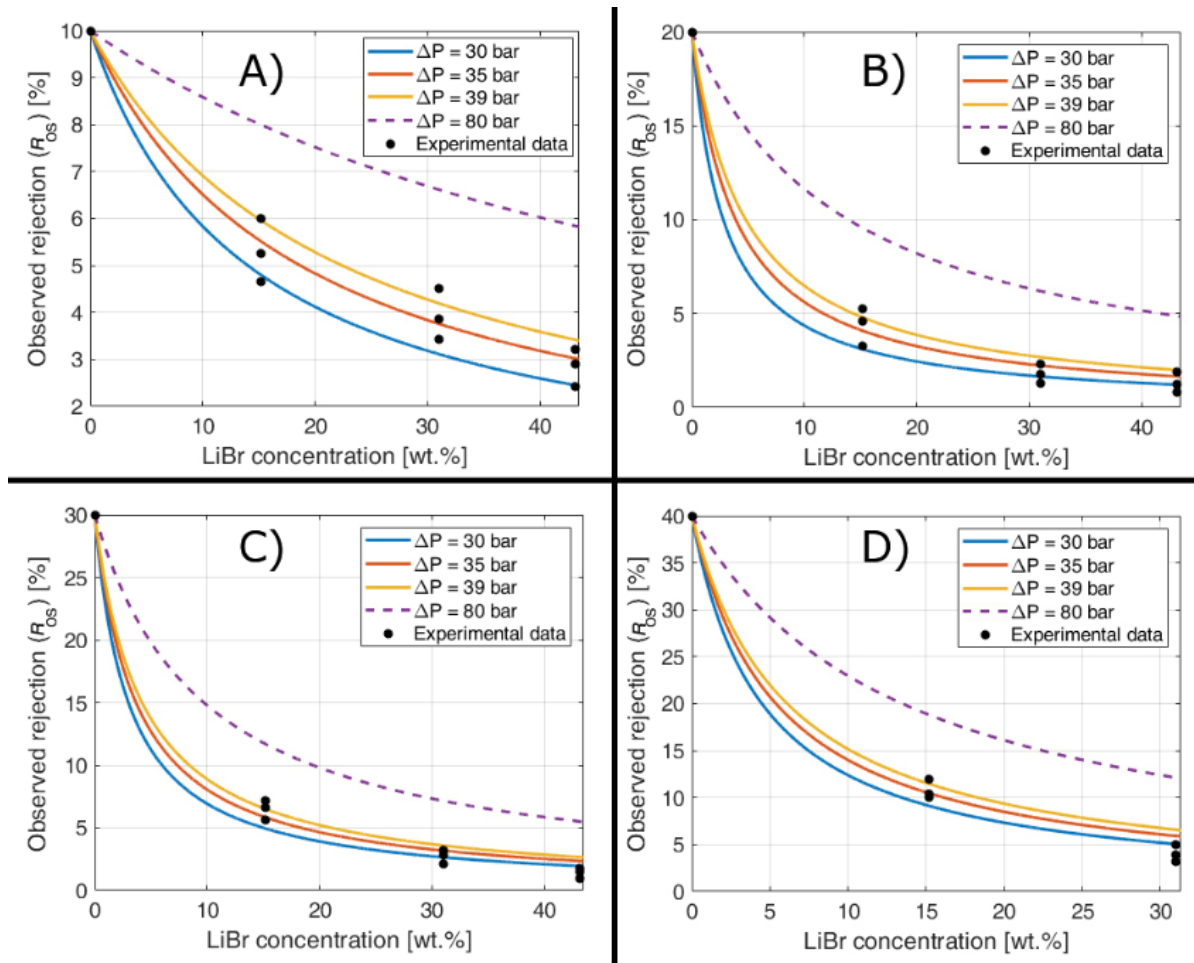 A)
Observed rejection (R_os) [%]
10
9
8
7
6
5
4
3
2
ΔP = 30 bar
ΔP = 35 bar
ΔP = 39 bar
ΔP = 80 bar
Experimental data
0 10 20 30 40
LiBr concentration [wt.%]
B)
Observed rejection (R_os) [%]
20
15
10
5
0
ΔP = 30 bar
ΔP = 35 bar
ΔP = 39 bar
ΔP = 80 bar
Experimental data
0 10 20 30 40
LiBr concentration [wt.%]
C)
Observed rejection (R_os) [%]
30
25
20
15
10
5
0
ΔP = 30 bar
ΔP = 35 bar
ΔP = 39 bar
ΔP = 80 bar
Experimental data
0 10 20 30 40
LiBr concentration [wt.%]
D)
Observed rejection (R_os) [%]
40
35
30
25
20
15
10
5
0
ΔP = 30 bar
ΔP = 35 bar
ΔP = 39 bar
ΔP = 80 bar
Experimental data
0 5 10 15 20 25 30
LiBr concentration [wt.%]